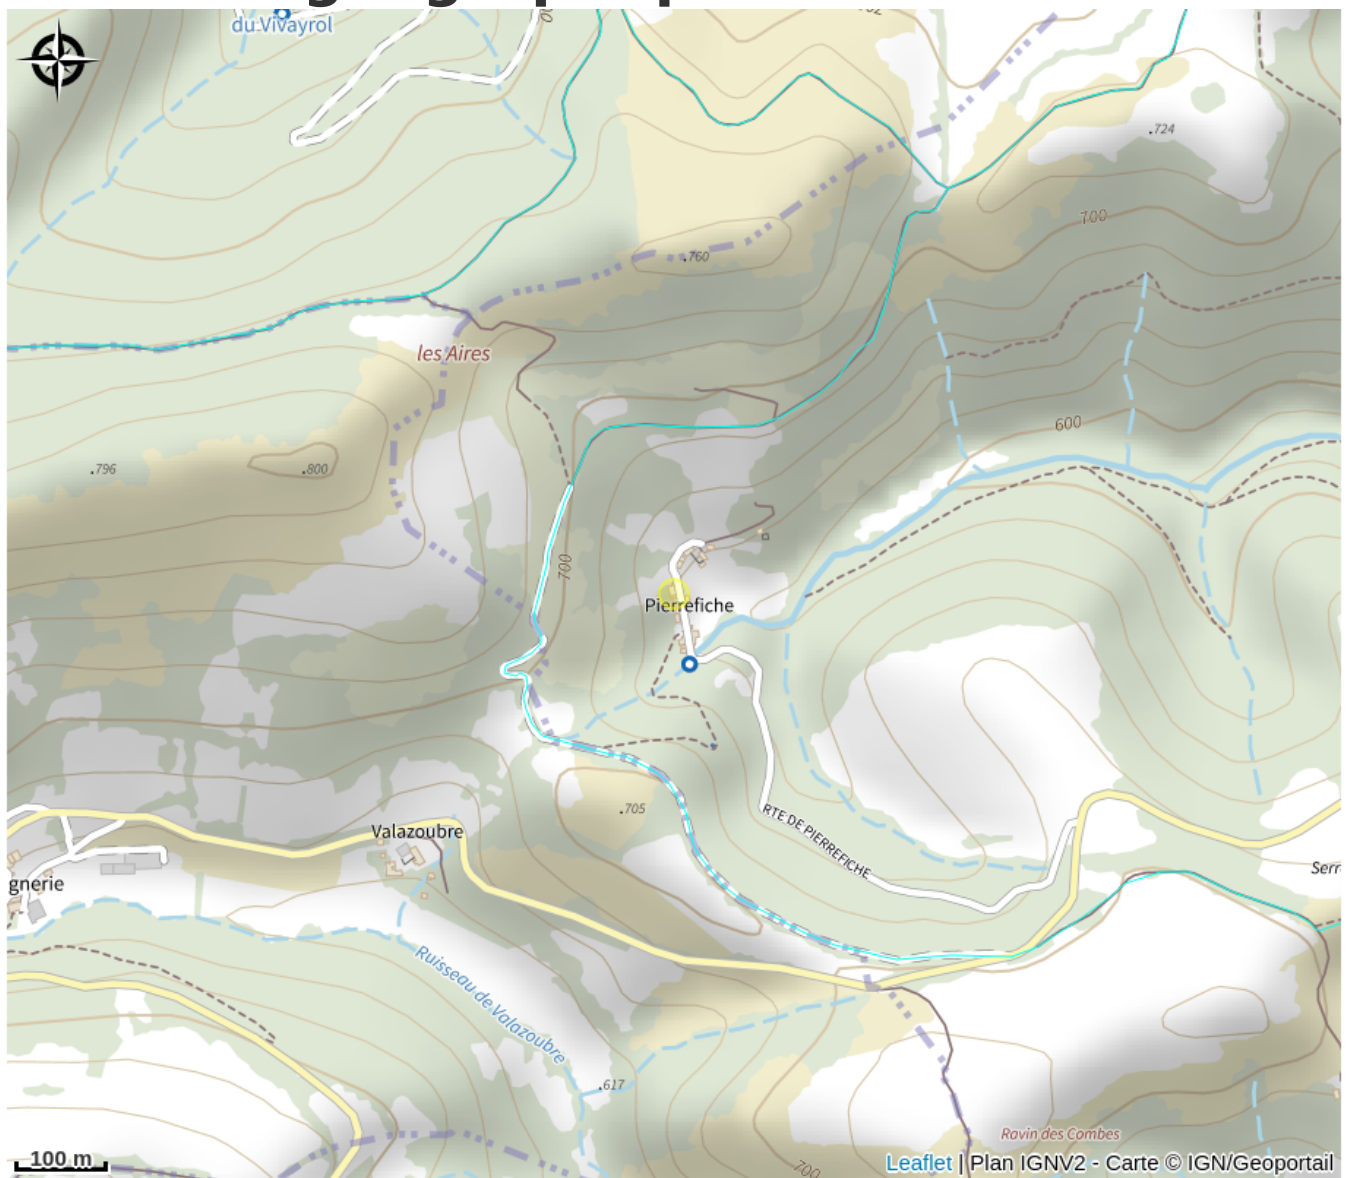 du Vivayrol
.724
700
.760
les Aires
600
.796
.800
700
Pierrefiche
.705
RTE DE PIERREFICHE
Valazoubre
gnerie
Serr
Ruisseau de Valazoubre
.617
Ravin des Combes
700
100 m
Leaflet | Plan IGNV2 - Carte © IGN/Geoportail